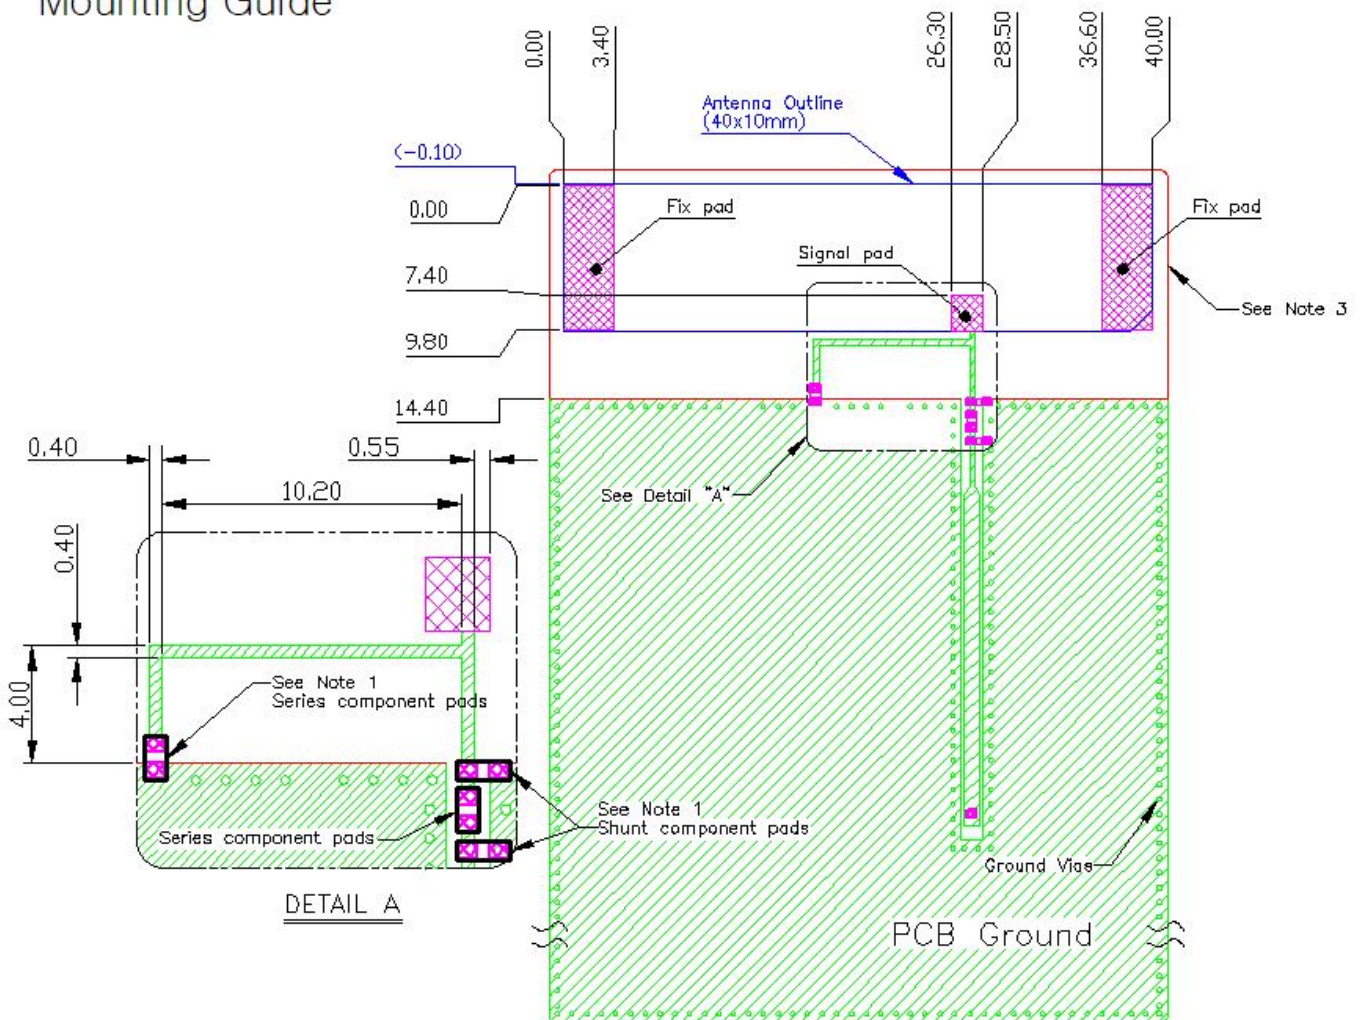 Mounting Guide
0.00
3.40
26.30
28.50
36.60
40.00
Antenna Outline
(40x10mm)
(-0.10)
0.00
Fix pad
Fix pad
Signal pad
7.40
See Note 3
9.80
14.40
0.40
0.55
10.20
See Detail "A"
0.40
4.00
See Note 1
Series component pads
See Note 1
Shunt component pads
Series component pads
Ground Vias
DETAIL A
PCB Ground